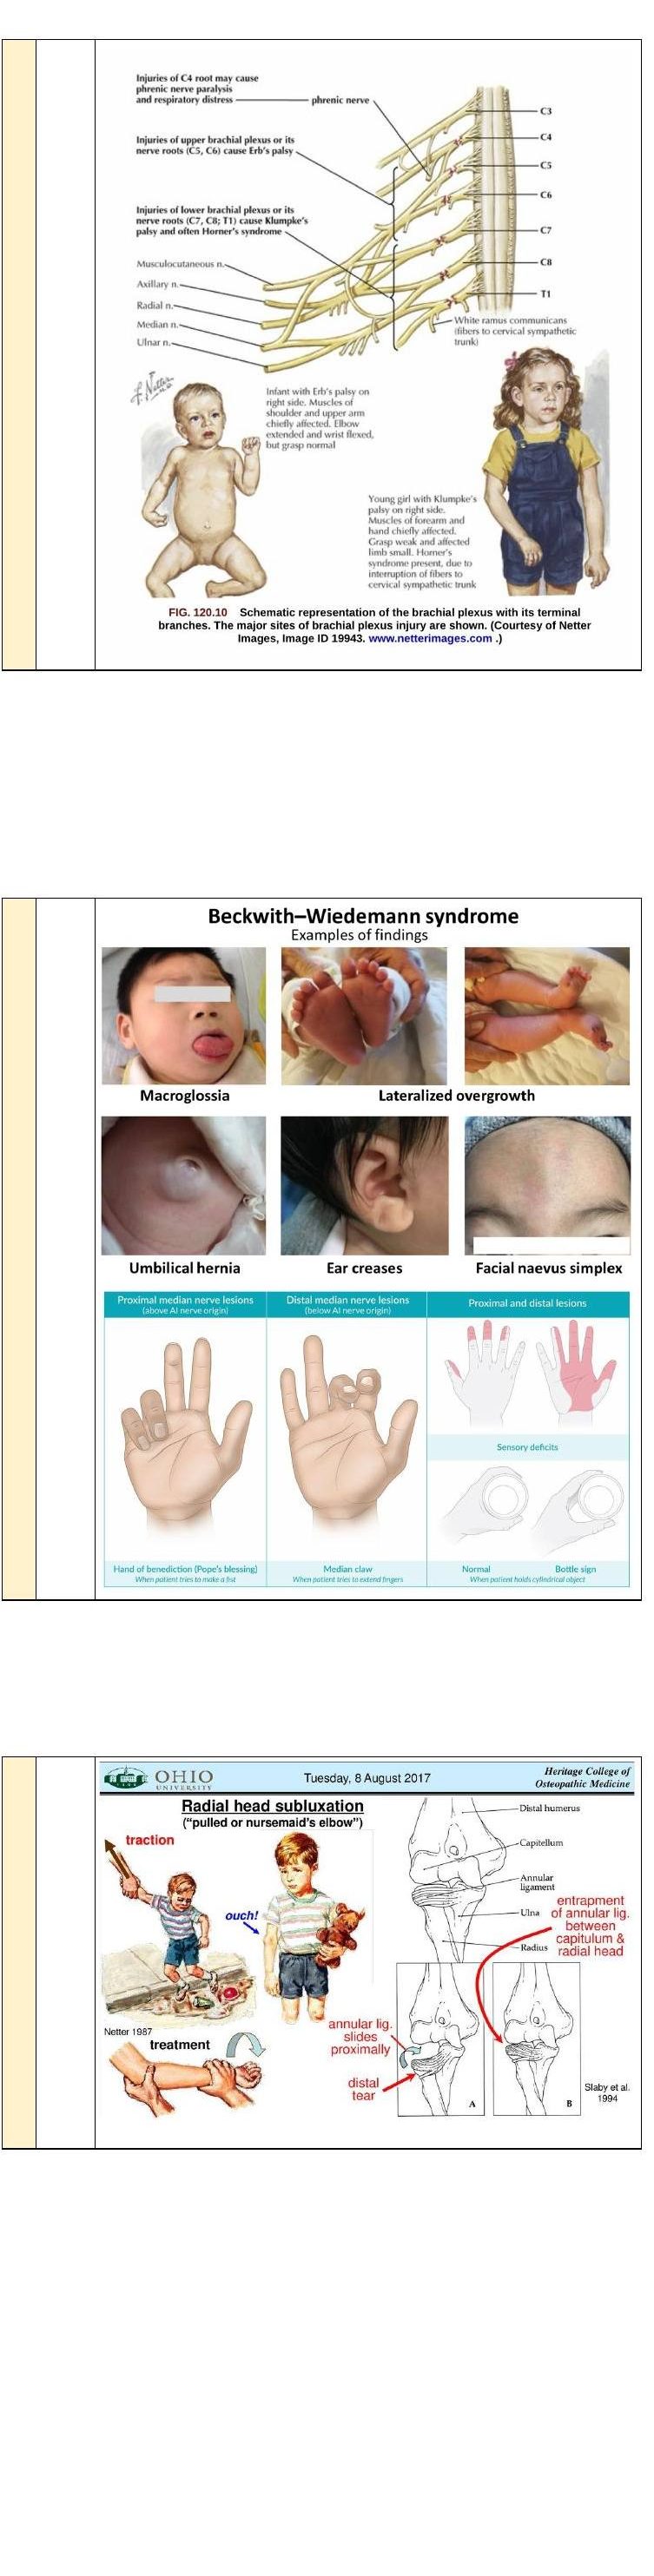 Injuries of C4 root may cause
phrenic nerve paralysis
and respiratory distress
phrenic nerve
C3
C4
Injuries of upper brachial plexus or its
nerve roots (C5, C6) cause Erb's palsy
C5
C6
Injuries of lower brachial plexus or its
nerve roots (C7, C8; T1) cause Klumpke's
palsy and often Horner's syndrome
C7
C8
T1
Musculocutaneous n.
Axillary n.
Radial n.
Median n.
Ulnar n.
White ramus communicans
(fibers to cervical sympathetic
trunk)
F. Netter
Infant with Erb's palsy on
right side. Muscles of
shoulder and upper arm
chiefly affected. Elbow
extended and wrist flexed,
but grasp normal
Young girl with Klumpke's
palsy on right side.
Muscles of forearm and
hand chiefly affected.
Grasp weak and affected
limb small. Horner's
syndrome present, due to
interruption of fibers to
cervical sympathetic trunk
FIG. 120.10 Schematic representation of the brachial plexus with its terminal
branches. The major sites of brachial plexus injury are shown. (Courtesy of Netter
Images, Image ID 19943. www.netterimages.com .)
Beckwith–Wiedemann syndrome
Examples of findings
Macroglossia
Lateralized overgrowth
Umbilical hernia
Ear creases
Facial naevus simplex
Proximal median nerve lesions
(above AI nerve origin)
Distal median nerve lesions
(below AI nerve origin)
Proximal and distal lesions
Sensory deficits
Hand of benediction (Pope's blessing)
When patient tries to make a fist
Median claw
When patient tries to extend fingers
Normal
Bottle sign
When patient holds cylindrical object
OHIO
UNIVERSITY
Tuesday, 8 August 2017
Heritage College of
Osteopathic Medicine
Radial head subluxation
("pulled or nursemaid's elbow")
traction
ouch!
Netter 1987
treatment
Distal humerus
Capitellum
Annular
ligament
Ulna
Radius
entrapment
of annular lig.
between
capitulum &
radial head
annular lig.
slides
proximally
distal
tear
A
B
Slaby et al.
1994